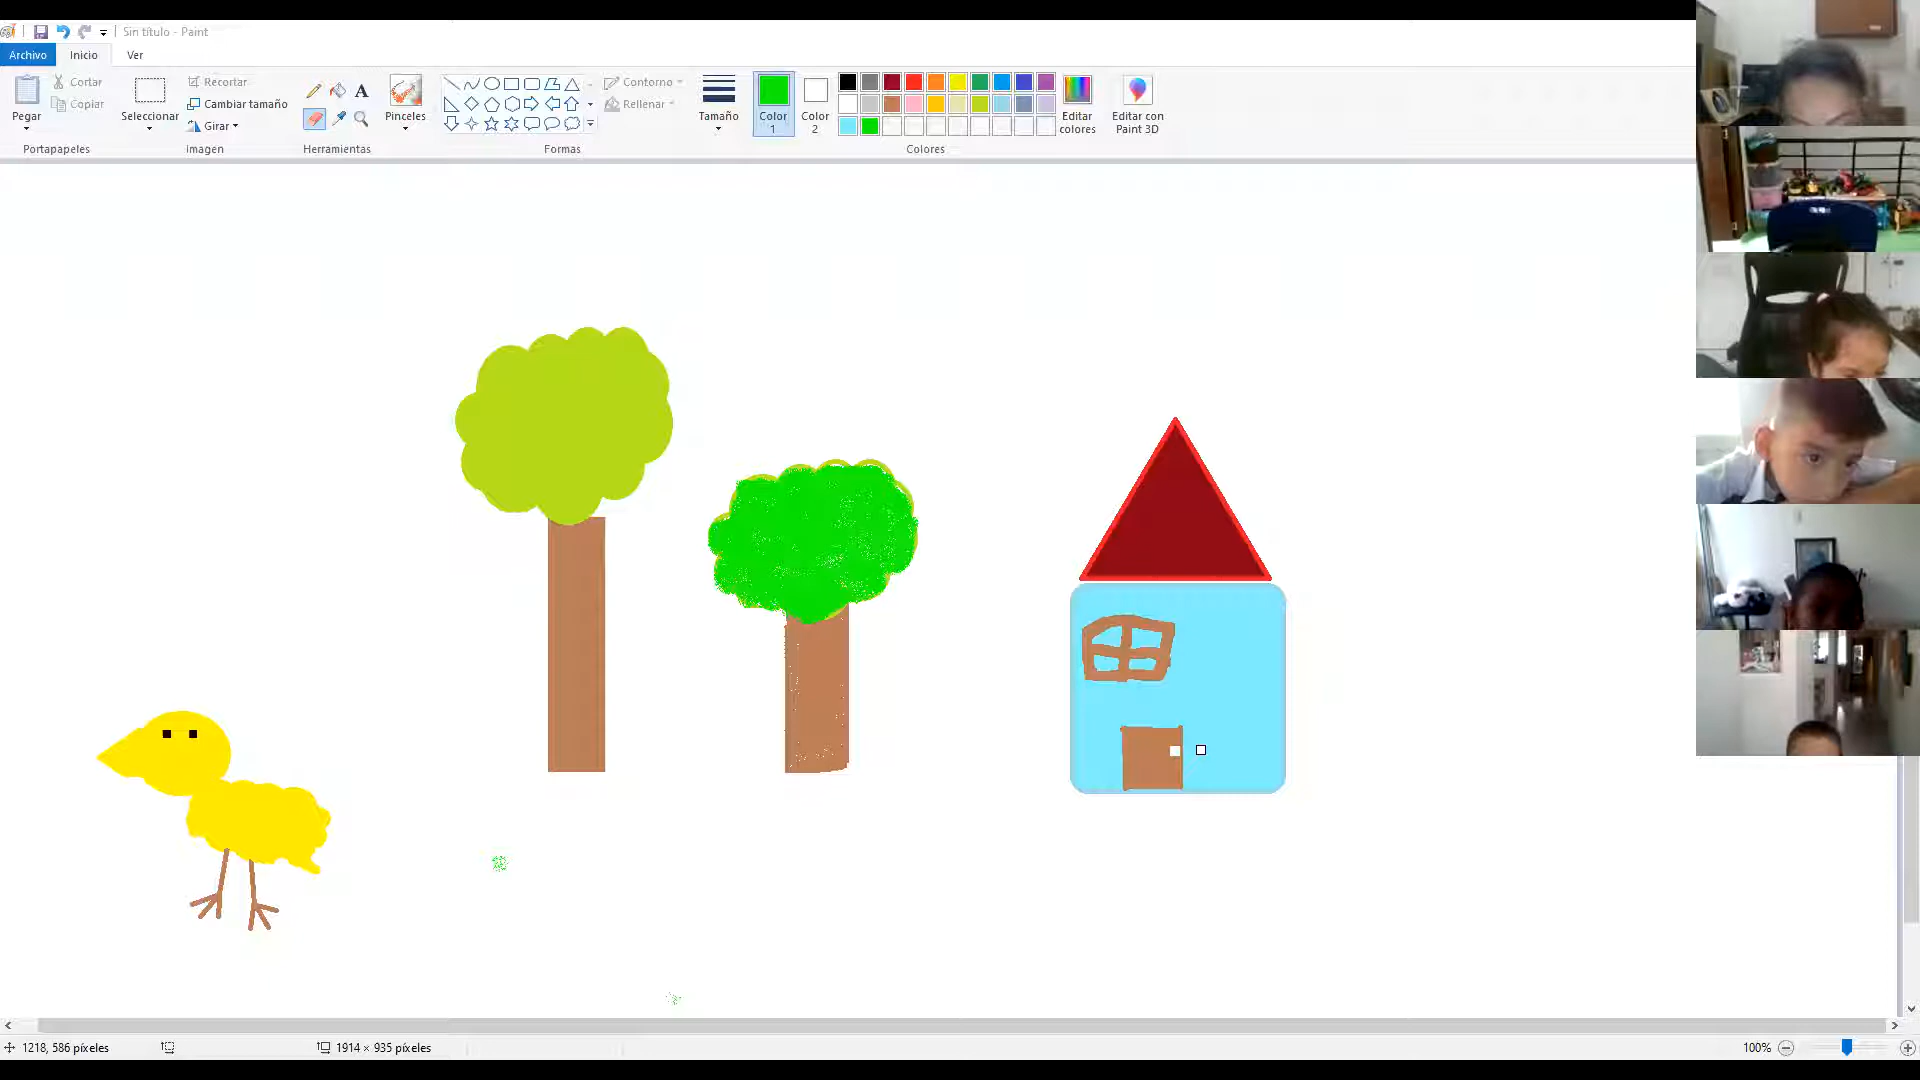 Sin título - Paint
Archivo Inicio Ver
Pegar
Cortar
Copiar
Portapapeles
Seleccionar
Recortar
Cambiar tamaño
Girar
Imagen
A
Herramientas
Pinceles
Formas
Contorno
Rellenar
Tamaño
Color
1
Color
2
Colores
Editar
colores
Editar con
Paint 3D
1218, 586 píxeles
1914 × 935 píxeles
100%